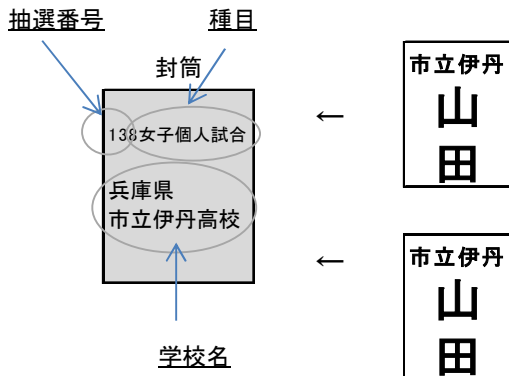 抽選番号
種目
封筒
138女子個人試合
兵庫県
市立伊丹高校
学校名
←
市立伊丹
山
田
←
市立伊丹
山
田